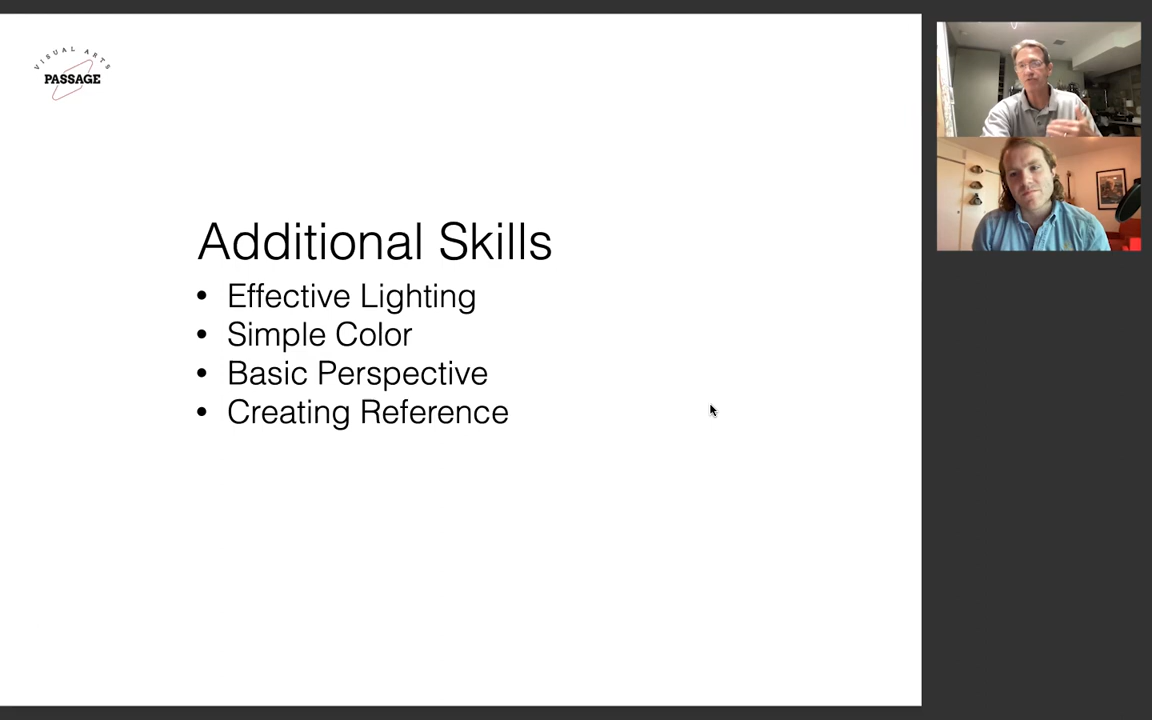 VISUAL ARTS
PASSAGE
Additional Skills
• Effective Lighting
• Simple Color
• Basic Perspective
• Creating Reference